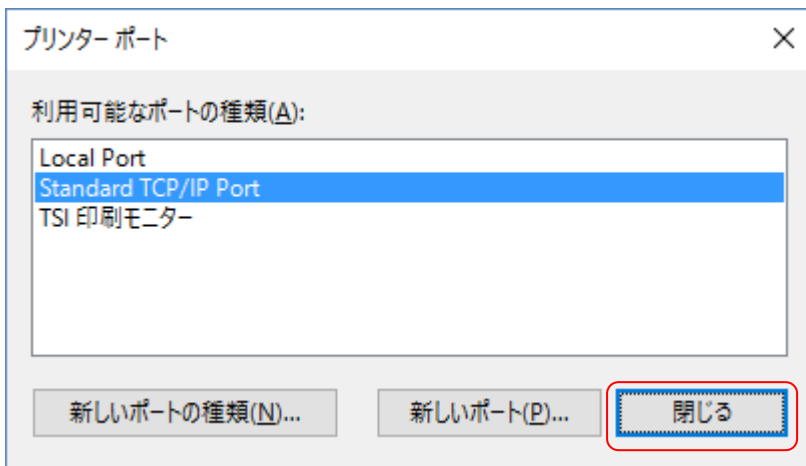 プリンター ポート
利用可能なポートの種類(A):
Local Port
Standard TCP/IP Port
TSI 印刷モニター
新しいポートの種類(N)... 新しいポート(P)... 閉じる